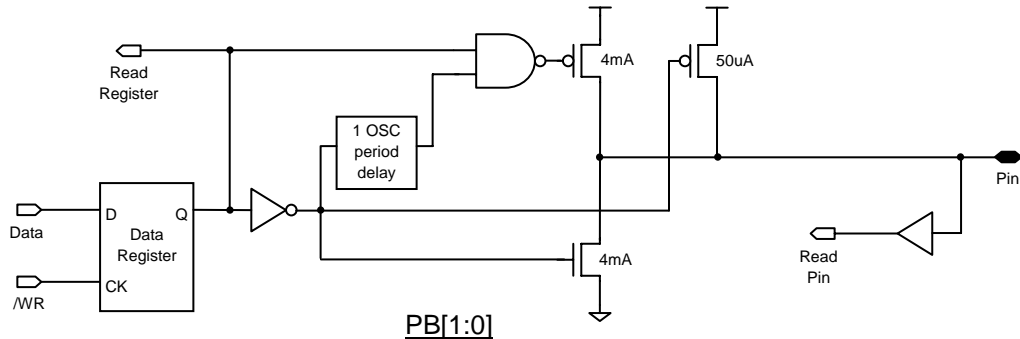 4mA
50uA
Read
Register
1 OSC
period
delay
Pin
D
Q
Data
Data
Register
4mA
Read
Pin
CK
/WR
PB[1:0]